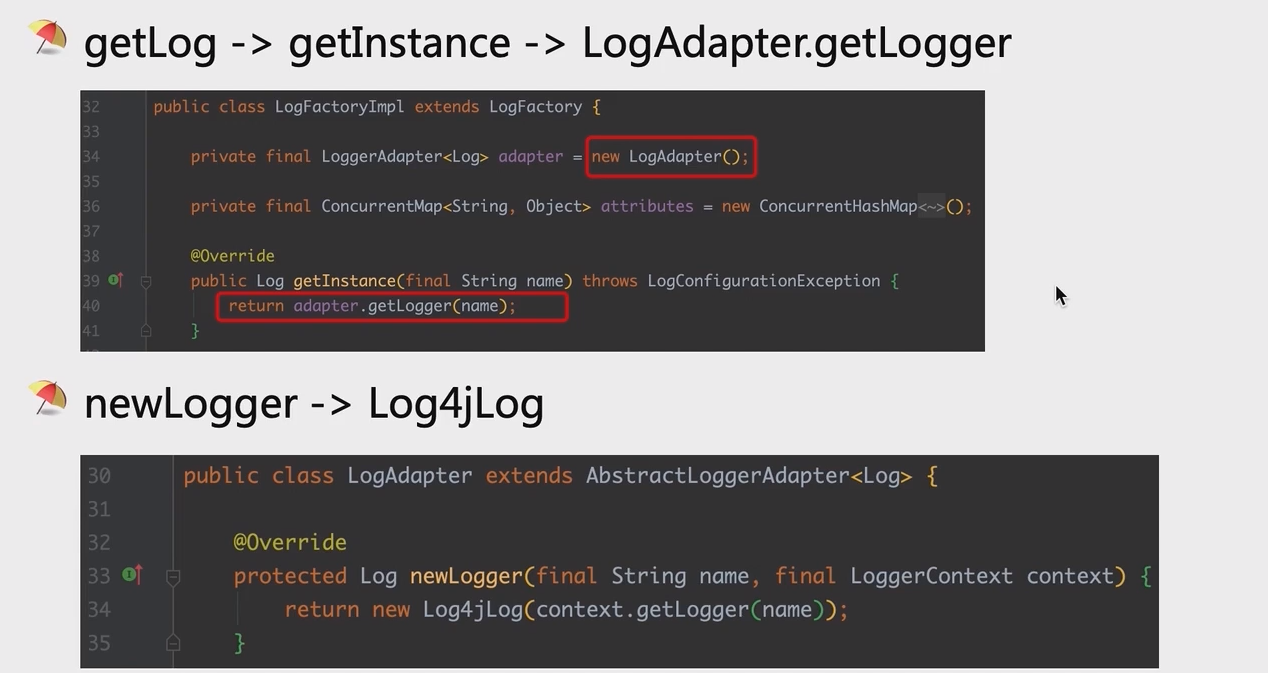 getLog -> getInstance -> LogAdapter.getLogger
32 public class LogFactoryImpl extends LogFactory {
33
34 private final LoggerAdapter<Log> adapter = new LogAdapter();
35
36 private final ConcurrentMap<String, Object> attributes = new ConcurrentHashMap<~>();
37
38 @Override
39 public Log getInstance(final String name) throws LogConfigurationException {
40 return adapter.getLogger(name);
41 }
newLogger -> Log4jLog
30 public class LogAdapter extends AbstractLoggerAdapter<Log> {
31
32 @Override
33 protected Log newLogger(final String name, final LoggerContext context) {
34 return new Log4jLog(context.getLogger(name));
35 }